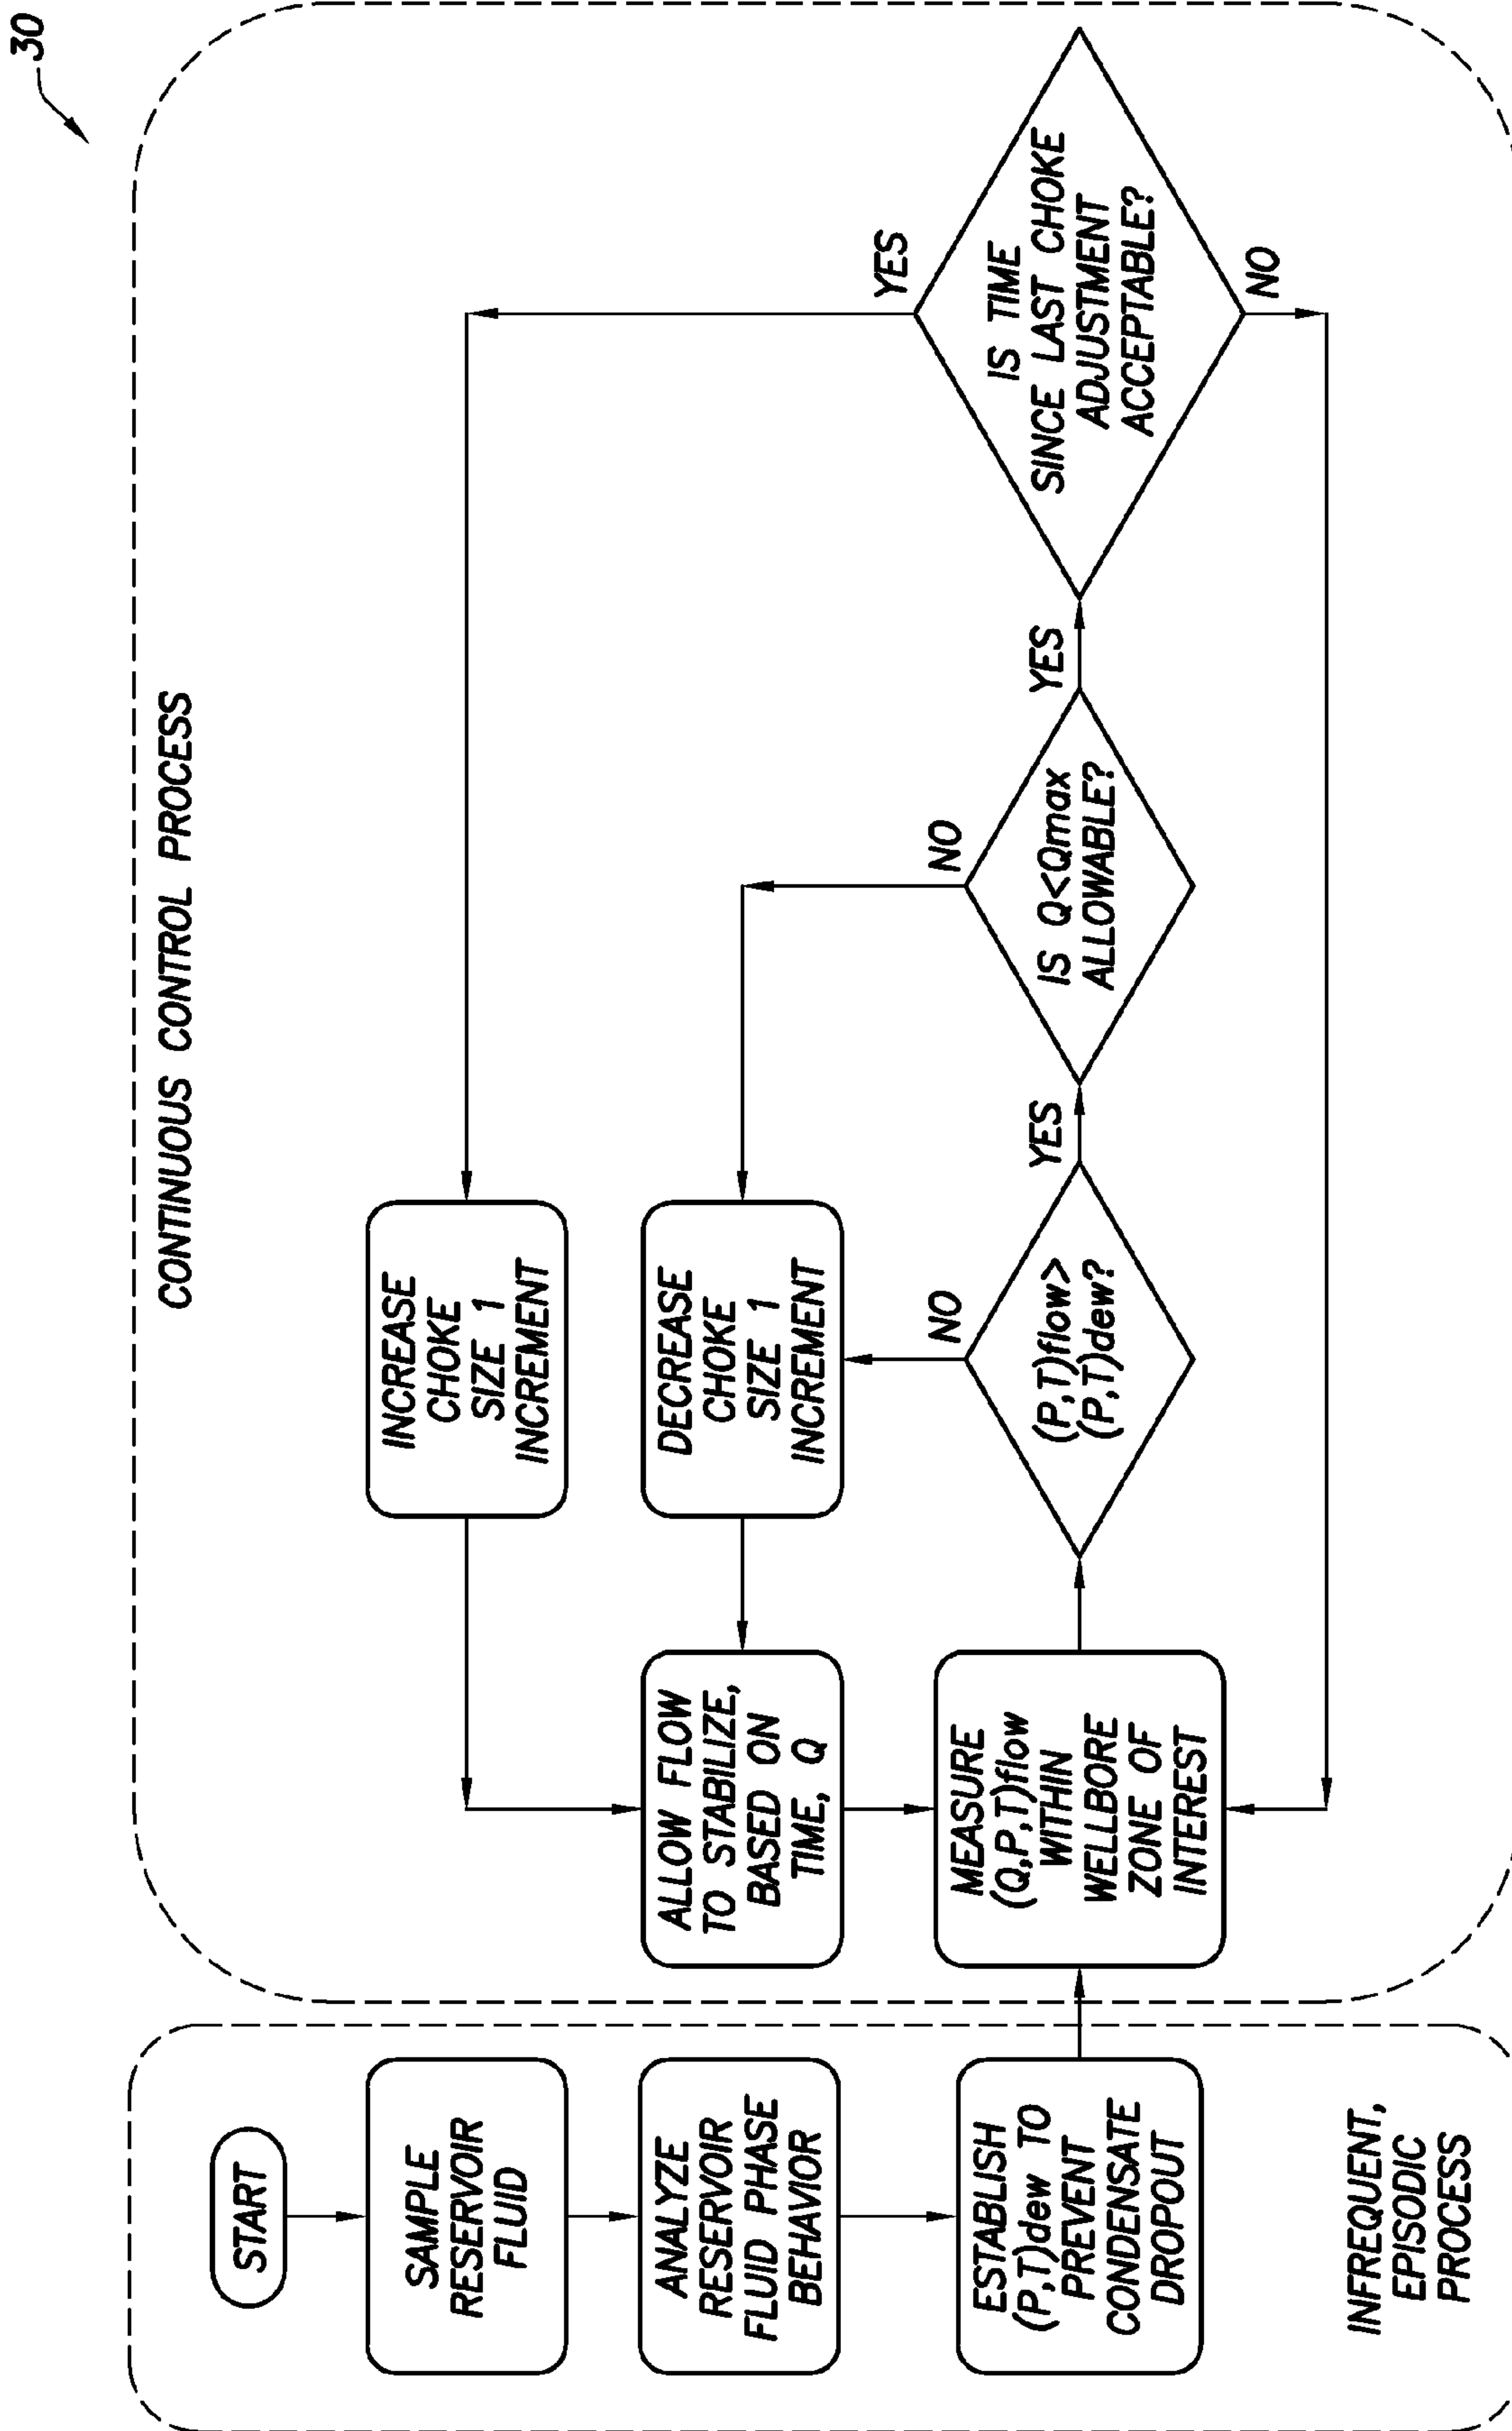 30
CONTINUOUS CONTROL PROCESS
START
SAMPLE
RESERVOIR
FLUID
ANALYZE
RESERVOIR
FLUID PHASE
BEHAVIOR
ESTABLISH
(P,T)dew TO
PREVENT
CONDENSATE
DROPOUT
INFREQUENT,
EPISODIC
PROCESS
INCREASE
CHOKE
SIZE 1
INCREMENT
ALLOW FLOW
TO STABILIZE,
BASED ON
TIME, Q
DECREASE
CHOKE
SIZE 1
INCREMENT
MEASURE
(Q,P,T)flow
WITHIN
WELLBORE
ZONE OF
INTEREST
NO
(P,T)flow>
(P,T)dew?
YES
NO
IS Q<Qmax
ALLOWABLE?
YES
YES
IS TIME
SINCE LAST CHOKE
ADJUSTMENT
ACCEPTABLE?
NO